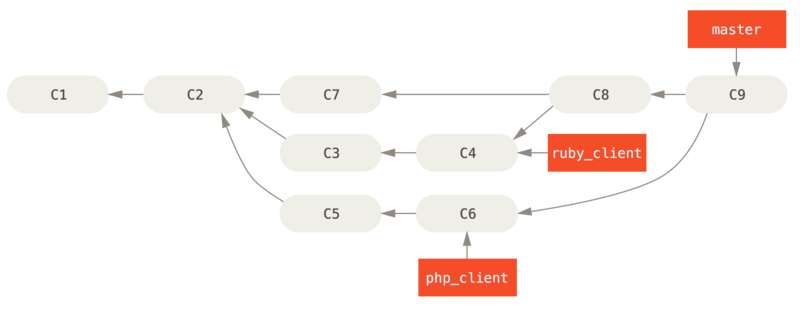 master
C1
C2
C7
C8
C9
C3
C4
ruby_client
C5
C6
php_client